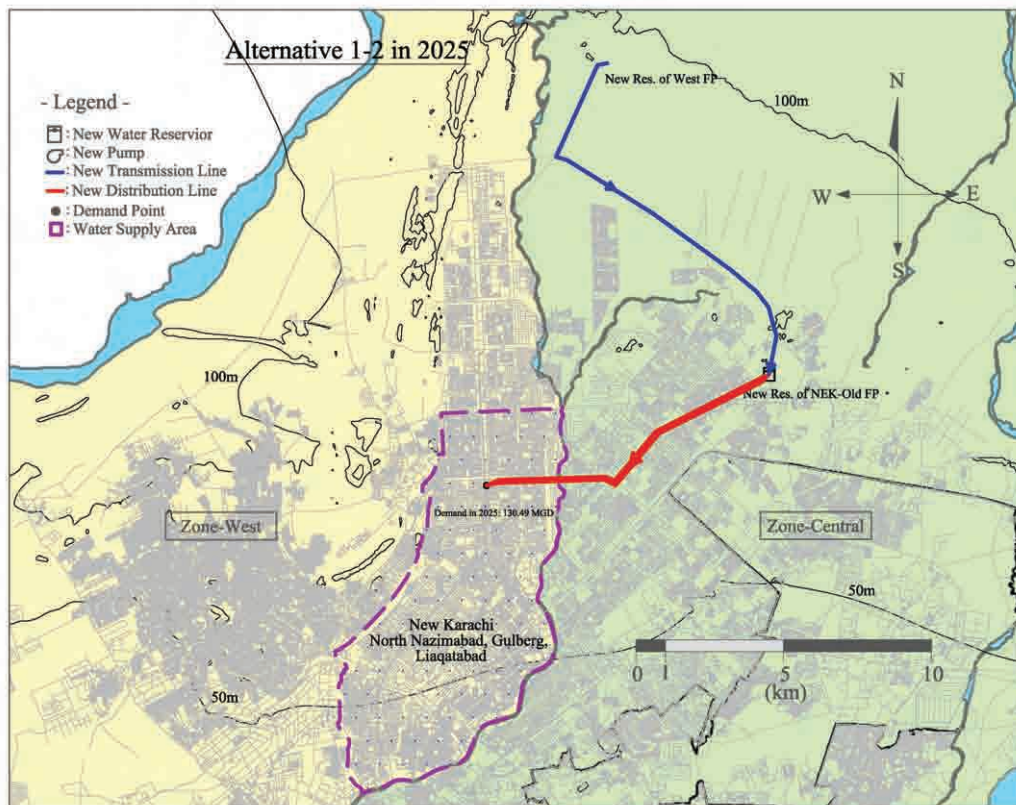 Alternative 1-2 in 2025
- Legend -
: New Water Reservior
: New Pump
: New Transmission Line
: New Distribution Line
: Demand Point
: Water Supply Area
New Res. of West FP
100m
N
W
E
S
100m
New Res. of NEK-Old FP
Demand in 2025: 130.49 MGD
Zone-West
Zone-Central
50m
New Karachi
North Nazimabad, Gulberg,
Liaqatabad
50m
0 1 5 10
(km)